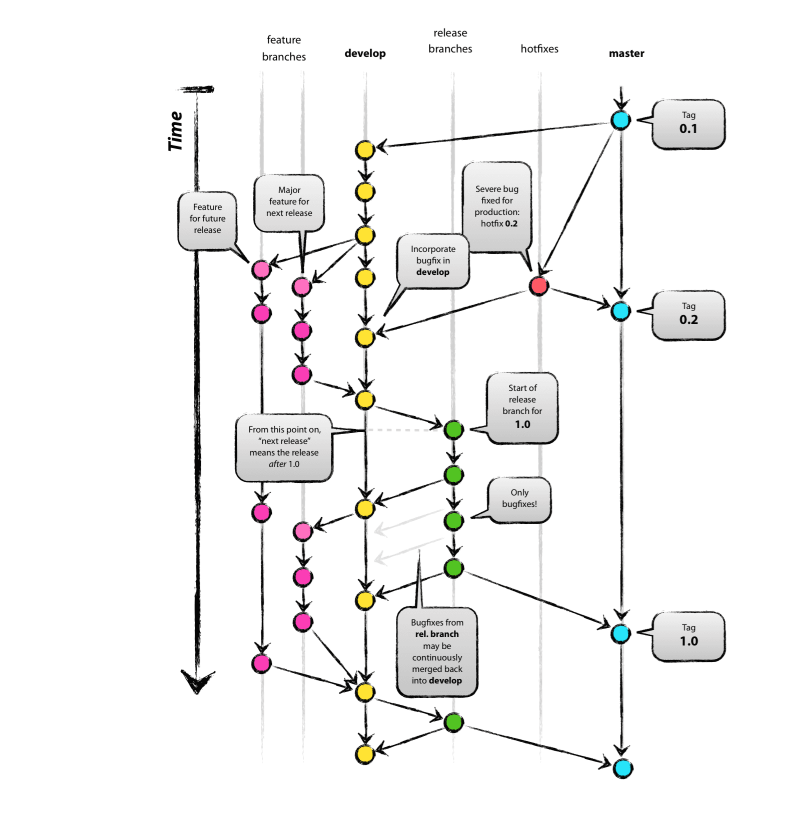 feature
branches
develop
release
branches
hotfixes
master
Time
Tag
0.1
Feature
for future
release
Major
feature for
next release
Severe bug
fixed for
production:
hotfix 0.2
Incorporate
bugfix in
develop
Tag
0.2
Start of
release
branch for
1.0
From this point on,
“next release”
means the release
after 1.0
Only
bugfixes!
Bugfixes from
rel. branch
may be
continuously
merged back
into develop
Tag
1.0